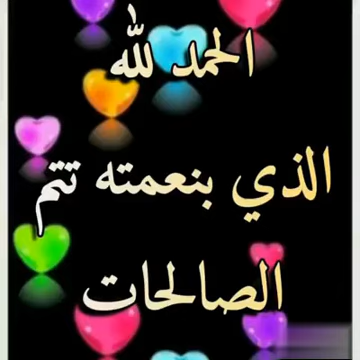 الحمد لله
الذي بنعمته تتم
الصالحات